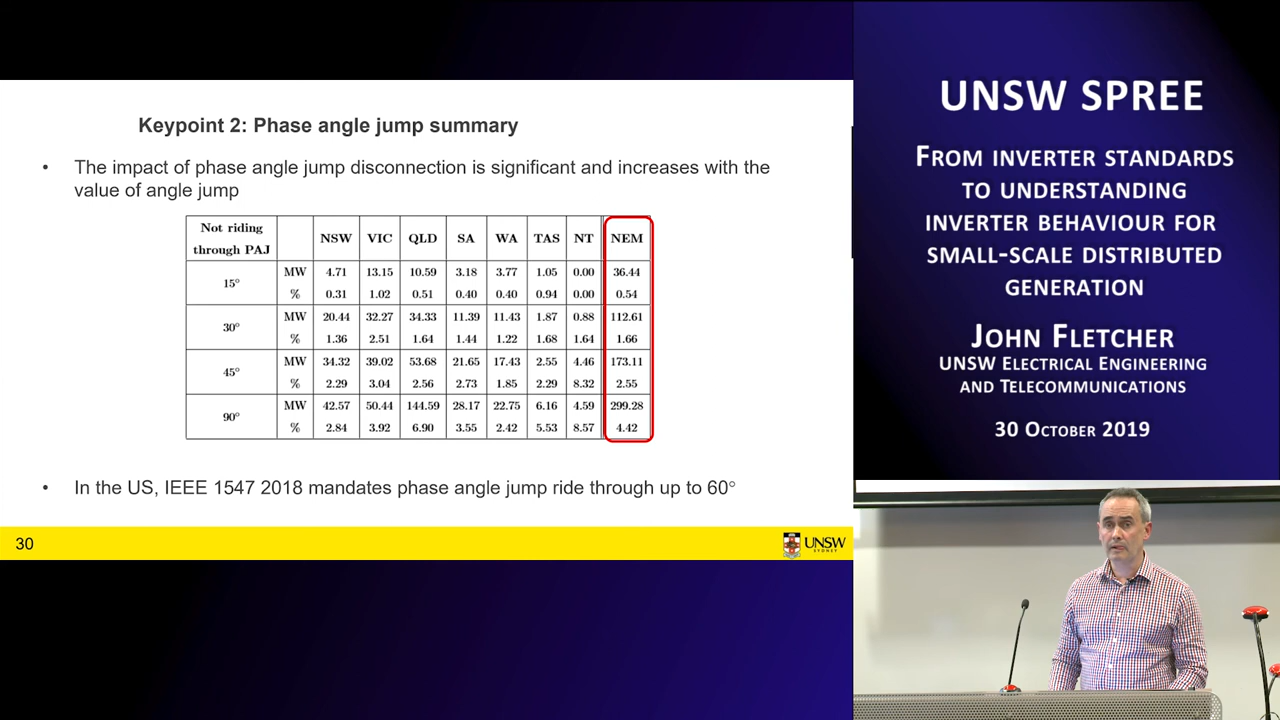 Keypoint 2: Phase angle jump summary
• The impact of phase angle jump disconnection is significant and increases with the
value of angle jump
Not riding through PAJ NSW VIC QLD SA WA TAS NT NEM
15° MW 4.71 13.15 10.59 3.18 3.77 1.05 0.00 36.44
% 0.31 1.02 0.51 0.40 0.40 0.94 0.00 0.54
30° MW 20.44 32.27 34.33 11.39 11.43 1.87 0.88 112.61
% 1.36 2.51 1.64 1.44 1.22 1.68 1.64 1.66
45° MW 34.32 39.02 53.68 21.65 17.43 2.55 4.46 173.11
% 2.29 3.04 2.56 2.73 1.85 2.29 8.32 2.55
90° MW 42.57 50.44 144.59 28.17 22.75 6.16 4.59 299.28
% 2.84 3.92 6.90 3.55 2.42 5.53 8.57 4.42
• In the US, IEEE 1547 2018 mandates phase angle jump ride through up to 60°
30
UNSW
SYDNEY
UNSW SPREE
FROM INVERTER STANDARDS
TO UNDERSTANDING
INVERTER BEHAVIOUR FOR
SMALL-SCALE DISTRIBUTED
GENERATION
JOHN FLETCHER
UNSW ELECTRICAL ENGINEERING
AND TELECOMMUNICATIONS
30 OCTOBER 2019